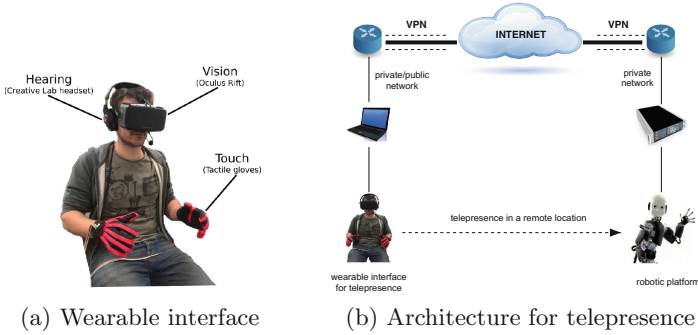 Hearing
(Creative Lab headset)
Vision
(Oculus Rift)
Touch
(Tactile gloves)
(a) Wearable interface
VPN
INTERNET
VPN
private/public
network
private
network
telepresence in a remote location
wearable interface
for telepresence
robotic platform
(b) Architecture for telepresence